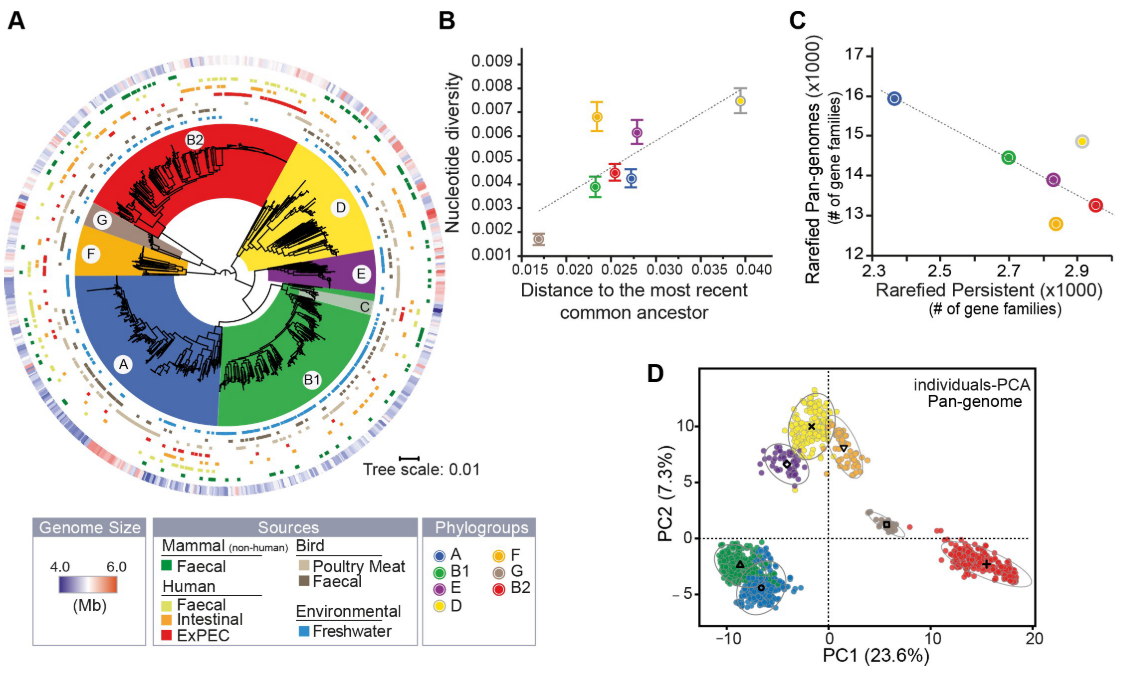 A
B2
D
G
F
E
C
A
B1
Tree scale: 0.01
Genome Size
4.0
6.0
(Mb)
Sources
Mammal (non-human)
Faecal
Human
Faecal
Intestinal
ExPEC
Bird
Poultry Meat
Faecal
Environmental
Freshwater
Phylogroups
A
B1
E
D
F
G
B2
B
Nucleotide diversity
0.009
0.008
0.007
0.006
0.005
0.004
0.003
0.002
0.001
0.015 0.020 0.025 0.030 0.035 0.040
Distance to the most recent
common ancestor
C
Rarefied Pan-genomes (x1000)
(# of gene families)
17
16
15
14
13
12
2.3 2.5 2.7 2.9
Rarefied Persistent (x1000)
(# of gene families)
D
individuals-PCA
Pan-genome
PC2 (7.3%)
10
5
0
−5
−10 0 10 20
PC1 (23.6%)